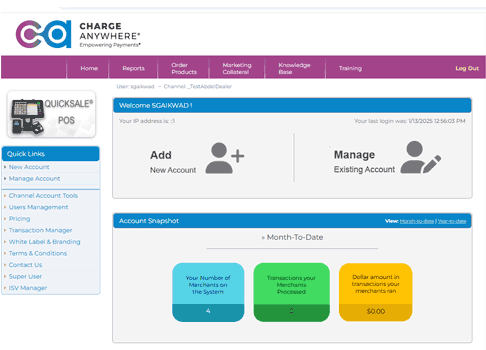 CHARGE
ANYWHERE®
Empowering Payments®
Home
Reports
Order
Products
Marketing
Collateral
Knowledge
Base
Training
Log Out
User: sgaikwad - Channel: _TestAbdelDealer
QUICKSALE®
POS
Quick Links
New Account
Manage Account
Channel Account Tools
Users Management
Pricing
Transaction Manager
White Label & Branding
Terms & Conditions
Contact Us
Super User
ISV Manager
Welcome SGAIKWAD !
Your IP address is: ::1
Your last login was: 1/13/2025 12:56:03 PM
Add
New Account
Manage
Existing Account
Account Snapshot
View: Month-to-date | Year-to-date
» Month-To-Date
Your Number of
Merchants on
the System
4
Transactions your
Merchants
Processed
Dollar amount in
transactions your
merchants ran
$0.00